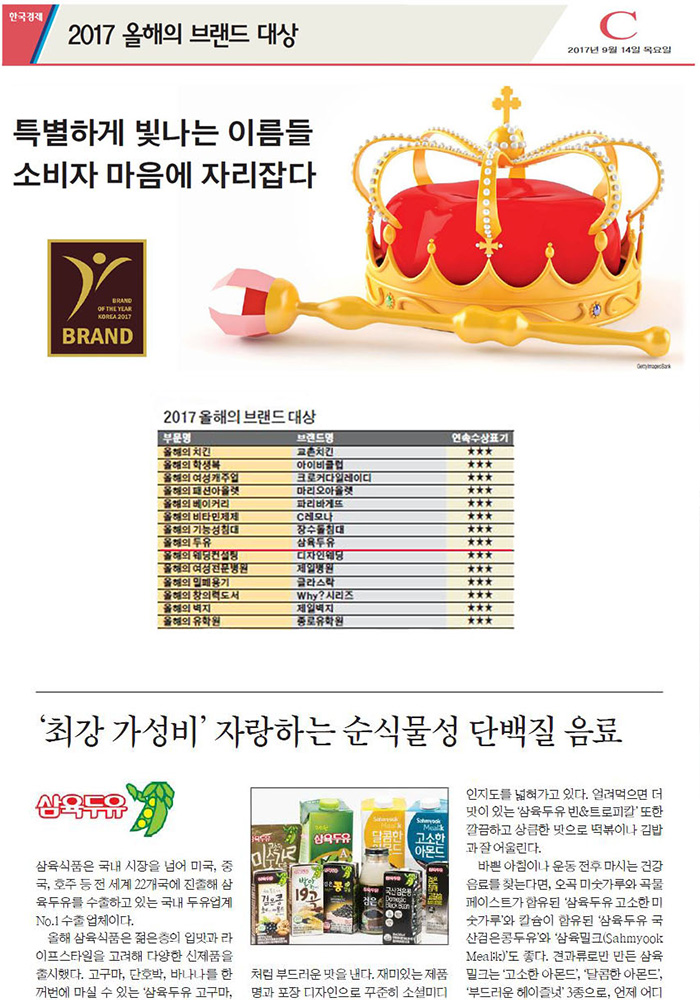 한국경제
2017 올해의 브랜드 대상
C
2017년 9월 14일 목요일
특별하게 빛나는 이름들
소비자 마음에 자리잡다
BRAND
OF THE YEAR
KOREA 2017
BRAND
GettyImagesBank
2017 올해의 브랜드 대상
부문명 브랜드명 연속수상표기
올해의 치킨 교촌치킨 ★★★
올해의 학생복 아이비클럽 ★★★
올해의 여성캐주얼 크로커다일레이디 ★★★
올해의 패션아울렛 마리오아울렛 ★★★
올해의 베이커리 파리바게뜨 ★★★
올해의 비타민제제 C레모나 ★★★
올해의 기능성침대 장수돌침대 ★★★
올해의 두유 삼육두유 ★★★
올해의 웨딩컨설팅 디자인웨딩 ★★★
올해의 여성전문병원 제일병원 ★★★
올해의 밀폐용기 글라스락 ★★★
올해의 창의력도서 Why?시리즈 ★★★
올해의 벽지 제일벽지 ★★★
올해의 유학원 종로유학원 ★★★
‘최강 가성비’ 자랑하는 순식물성 단백질 음료
삼육두유
삼육식품은 국내 시장을 넘어 미국, 중
국, 호주 등 전 세계 22개국에 진출해 삼
육두유를 수출하고 있는 국내 두유업계
No.1 수출 업체이다.
올해 삼육식품은 젊은층의 입맛과 라
이프스타일을 고려해 다양한 신제품을
출시했다. 고구마, 단호박, 바나나를 한
꺼번에 마실 수 있는 ‘삼육두유 고구마,
삼육두유
Sahmyook
달콤한
아몬드
Sahmyook
고소한
아몬드
검은콩
19곡
검은콩
Domestic
Black Bean
처럼 부드러운 맛을 낸다. 재미있는 제품
명과 포장 디자인으로 꾸준히 소셜미디
인지도를 넓혀가고 있다. 얼려먹으면 더
맛이 있는 ‘삼육두유 빈&트로피칼’ 또한
깔끔하고 상큼한 맛으로 떡볶이나 김밥
과 잘 어울린다.
바쁜 아침이나 운동 전후 마시는 건강
음료를 찾는다면, 오곡 미숫가루와 곡물
페이스트가 함유된 ‘삼육두유 고소한 미
숫가루’와 칼슘이 함유된 ‘삼육두유 국
산검은콩두유’와 ‘삼육밀크(Sahmyook
Mealk)’도 좋다. 견과류로만 만든 삼육
밀크는 ‘고소한 아몬드’, ‘달콤한 아몬드’,
‘부드러운 헤이즐넛’ 3종으로, 언제 어디